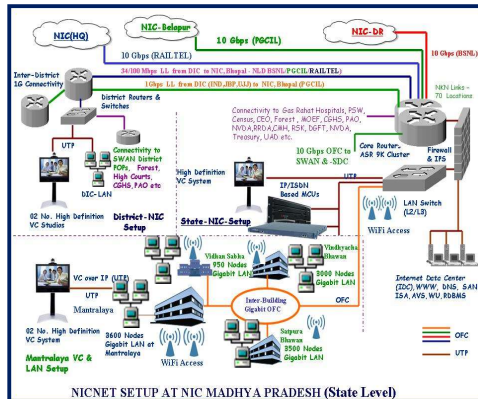 NIC(HQ)
NIC-Belapur
NIC-DR
10 Gbps (PGCIL)
10 Gbps (RAILTEL)
10 Gbps (BSNL)
Inter-District
1G Connectivity
34/100 Mbps LL from DIC to NIC, Bhopal - NLD BSNL/PGCIL/RAILTEL)
1Gbps LL from DIC (IND,JBP,UJJ) to NIC, Bhopal (PGCIL)
NKN Links -
70 Locations
District Routers &
Switches
Connectivity to Gas Rahat Hospitals, PSW,
Census, CEO, Forest, MOEF, CGHS, PAO,
NVDA,RRDA,CMH, RSK, DGFT, NVDA,
Treasury, UAD etc.
Core Router,
ASR 9K Cluster
Firewall
& IPS
UTP
10 Gbps OFC to
SWAN & -SDC
Connectivity to
SWAN District
POPs, Forest,
High Courts,
CGHS,PAO etc
DIC-LAN
High Definition
VC System
UTP
IP/ISDN
Based MCUs
LAN Switch
(L2/L3)
WiFi Access
02 No. High Definition
VC Studios
District-NIC
Setup
State-NIC-Setup
Internet Data Center
(IDC),WWW, DNS, SAN
ISA, AVS, WU, RDBMG
Vidhan Sabha
950 Nodes
Gigabit LAN
Vindhyachal
Bhawan
3000 Nodes
Gigabit LAN
VC over IP (UTP)
UTP
Mantralaya
Inter-Building
Gigabit OFC
OFC
02 No. High Definition
VC System
3600 Nodes
Gigabit LAN at
Mantralaya
WiFi Access
Satpura
Bhawan
3500 Nodes
Gigabit LAN
OFC
UTP
Mantralaya VC &
LAN Setup
NICNET SETUP AT NIC MADHYA PRADESH (State Level)